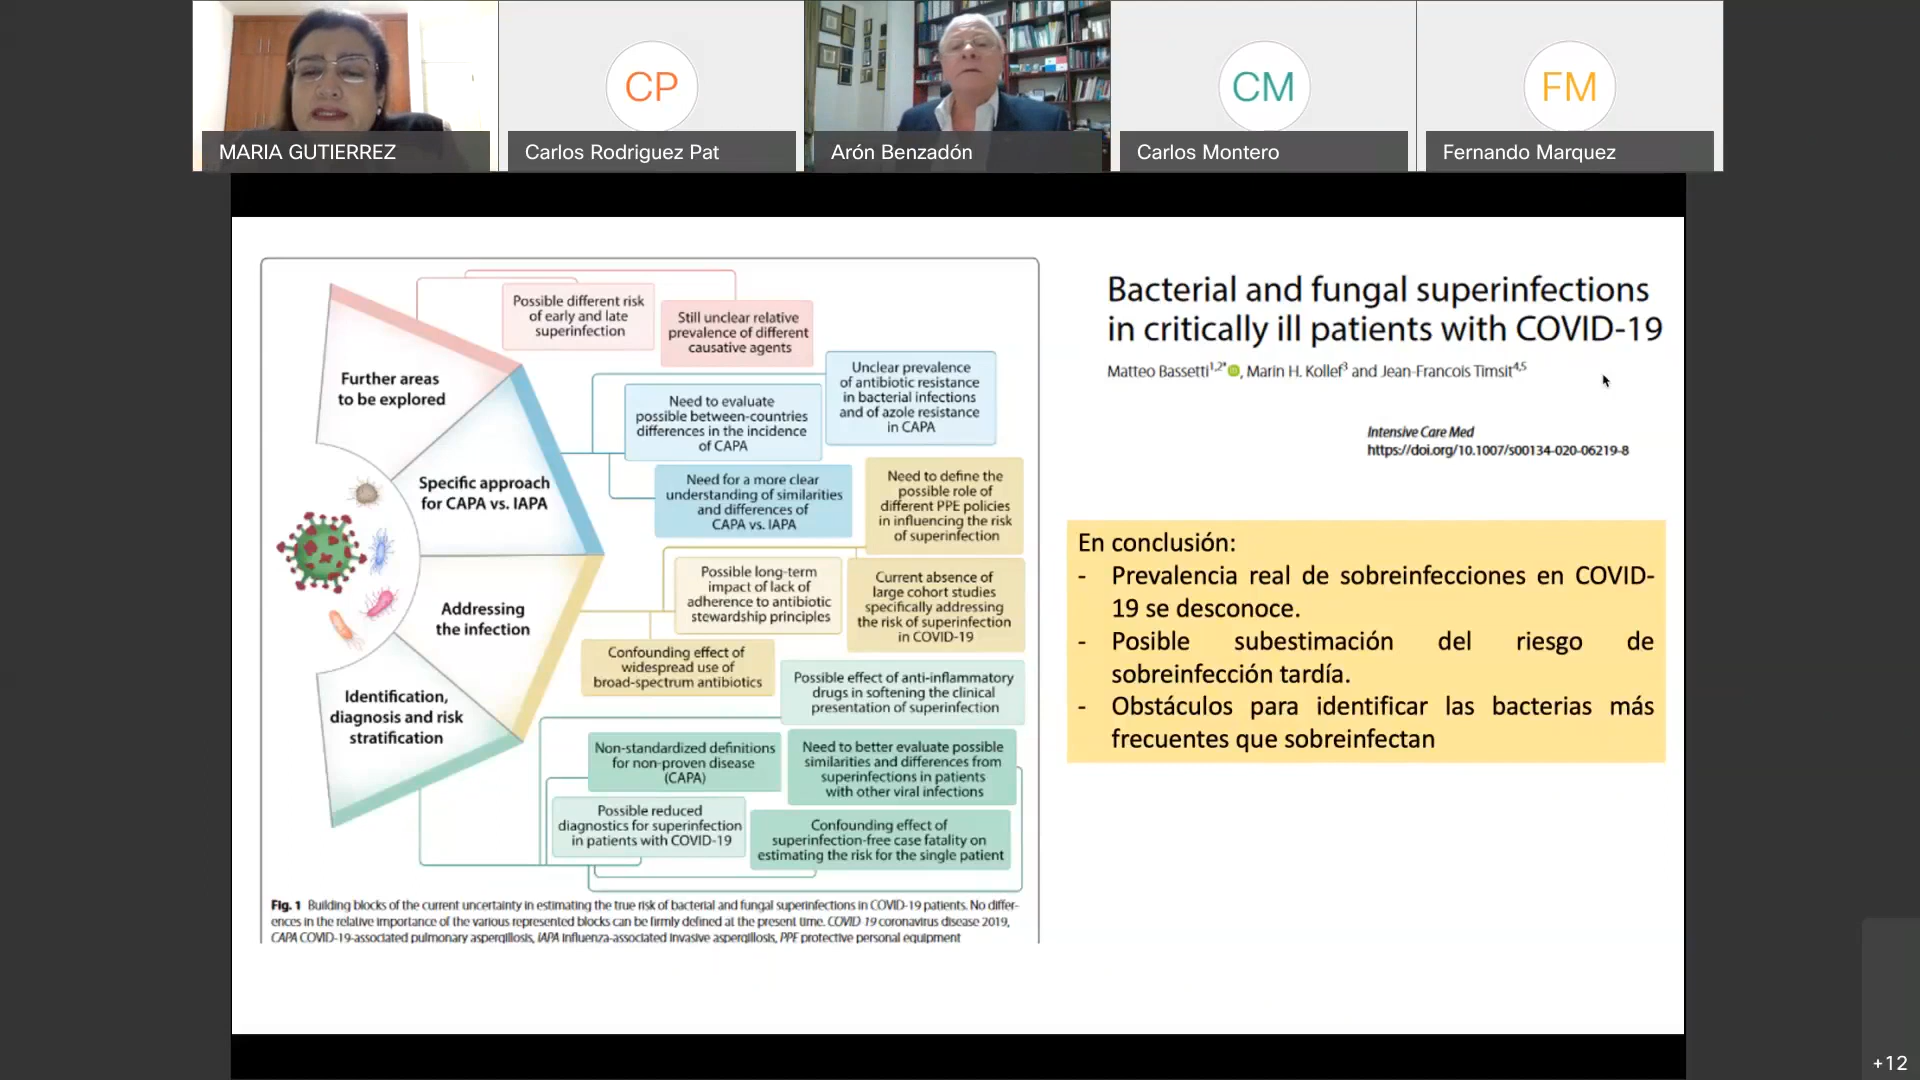 MARIA GUTIERREZ
CP
Carlos Rodriguez Pat
Arón Benzadón
CM
Carlos Montero
FM
Fernando Marquez
Further areas
to be explored
Possible different risk
of early and late
superinfection
Still unclear relative
prevalence of different
causative agents
Specific approach
for CAPA vs. IAPA
Need to evaluate
possible between-countries
differences in the incidence
of CAPA
Unclear prevalence
of antibiotic resistance
in bacterial infections
and of azole resistance
in CAPA
Need for a more clear
understanding of similarities
and differences of
CAPA vs. IAPA
Need to define the
possible role of
different PPE policies
in influencing the risk
of superinfection
Addressing
the infection
Possible long-term
impact of lack of
adherence to antibiotic
stewardship principles
Current absence of
large cohort studies
specifically addressing
the risk of superinfection
in COVID-19
Confounding effect of
widespread use of
broad-spectrum antibiotics
Identification,
diagnosis and risk
stratification
Possible effect of anti-inflammatory
drugs in softening the clinical
presentation of superinfection
Non-standardized definitions
for non-proven disease
(CAPA)
Need to better evaluate possible
similarities and differences from
superinfections in patients
with other viral infections
Possible reduced
diagnostics for superinfection
in patients with COVID-19
Confounding effect of
superinfection-free case fatality on
estimating the risk for the single patient
Fig. 1 Building blocks of the current uncertainty in estimating the true risk of bacterial and fungal superinfections in COVID-19 patients. No differ-
ences in the relative importance of the various represented blocks can be firmly defined at the present time. COVID 19 coronavirus disease 2019,
CAPA COVID-19-associated pulmonary aspergillosis, IAPA influenza-associated invasive aspergillosis, PPE protective personal equipment
Bacterial and fungal superinfections
in critically ill patients with COVID-19
Matteo Bassetti1,2*, Marin H. Kollef3 and Jean-Francois Timsit4,5
Intensive Care Med
https://doi.org/10.1007/s00134-020-06219-8
En conclusión:
- Prevalencia real de sobreinfecciones en COVID-
19 se desconoce.
- Posible subestimación del riesgo de
sobreinfección tardía.
- Obstáculos para identificar las bacterias más
frecuentes que sobreinfectan
+12